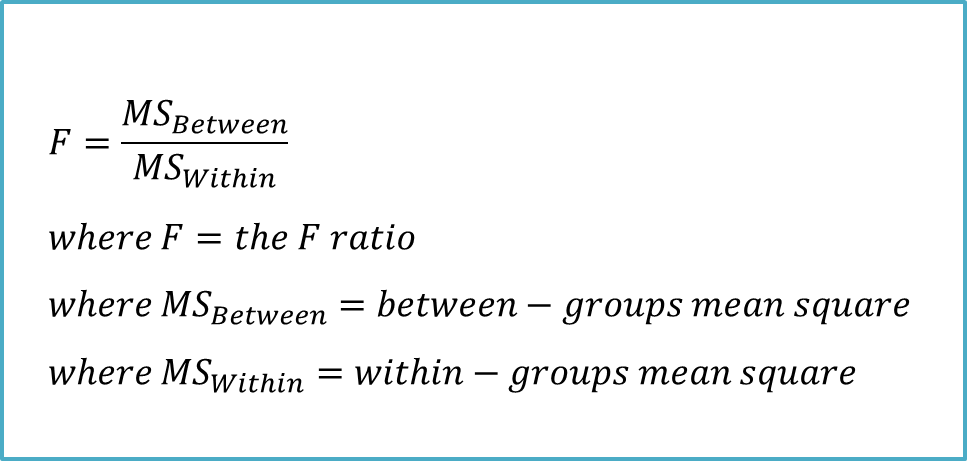 F = MS_Between / MS_Within
where F = the F ratio
where MS_Between = between − groups mean square
where MS_Within = within − groups mean square